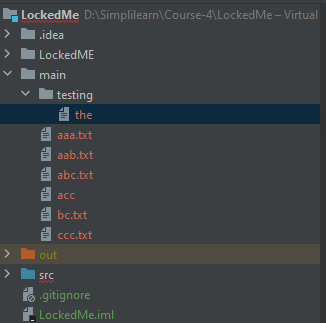 LockedMe D:\Simplilearn\Course-4\LockedMe – Virtual
.idea
LockedME
main
testing
the
aaa.txt
aab.txt
abc.txt
acc
bc.txt
ccc.txt
out
src
.gitignore
LockedMe.iml